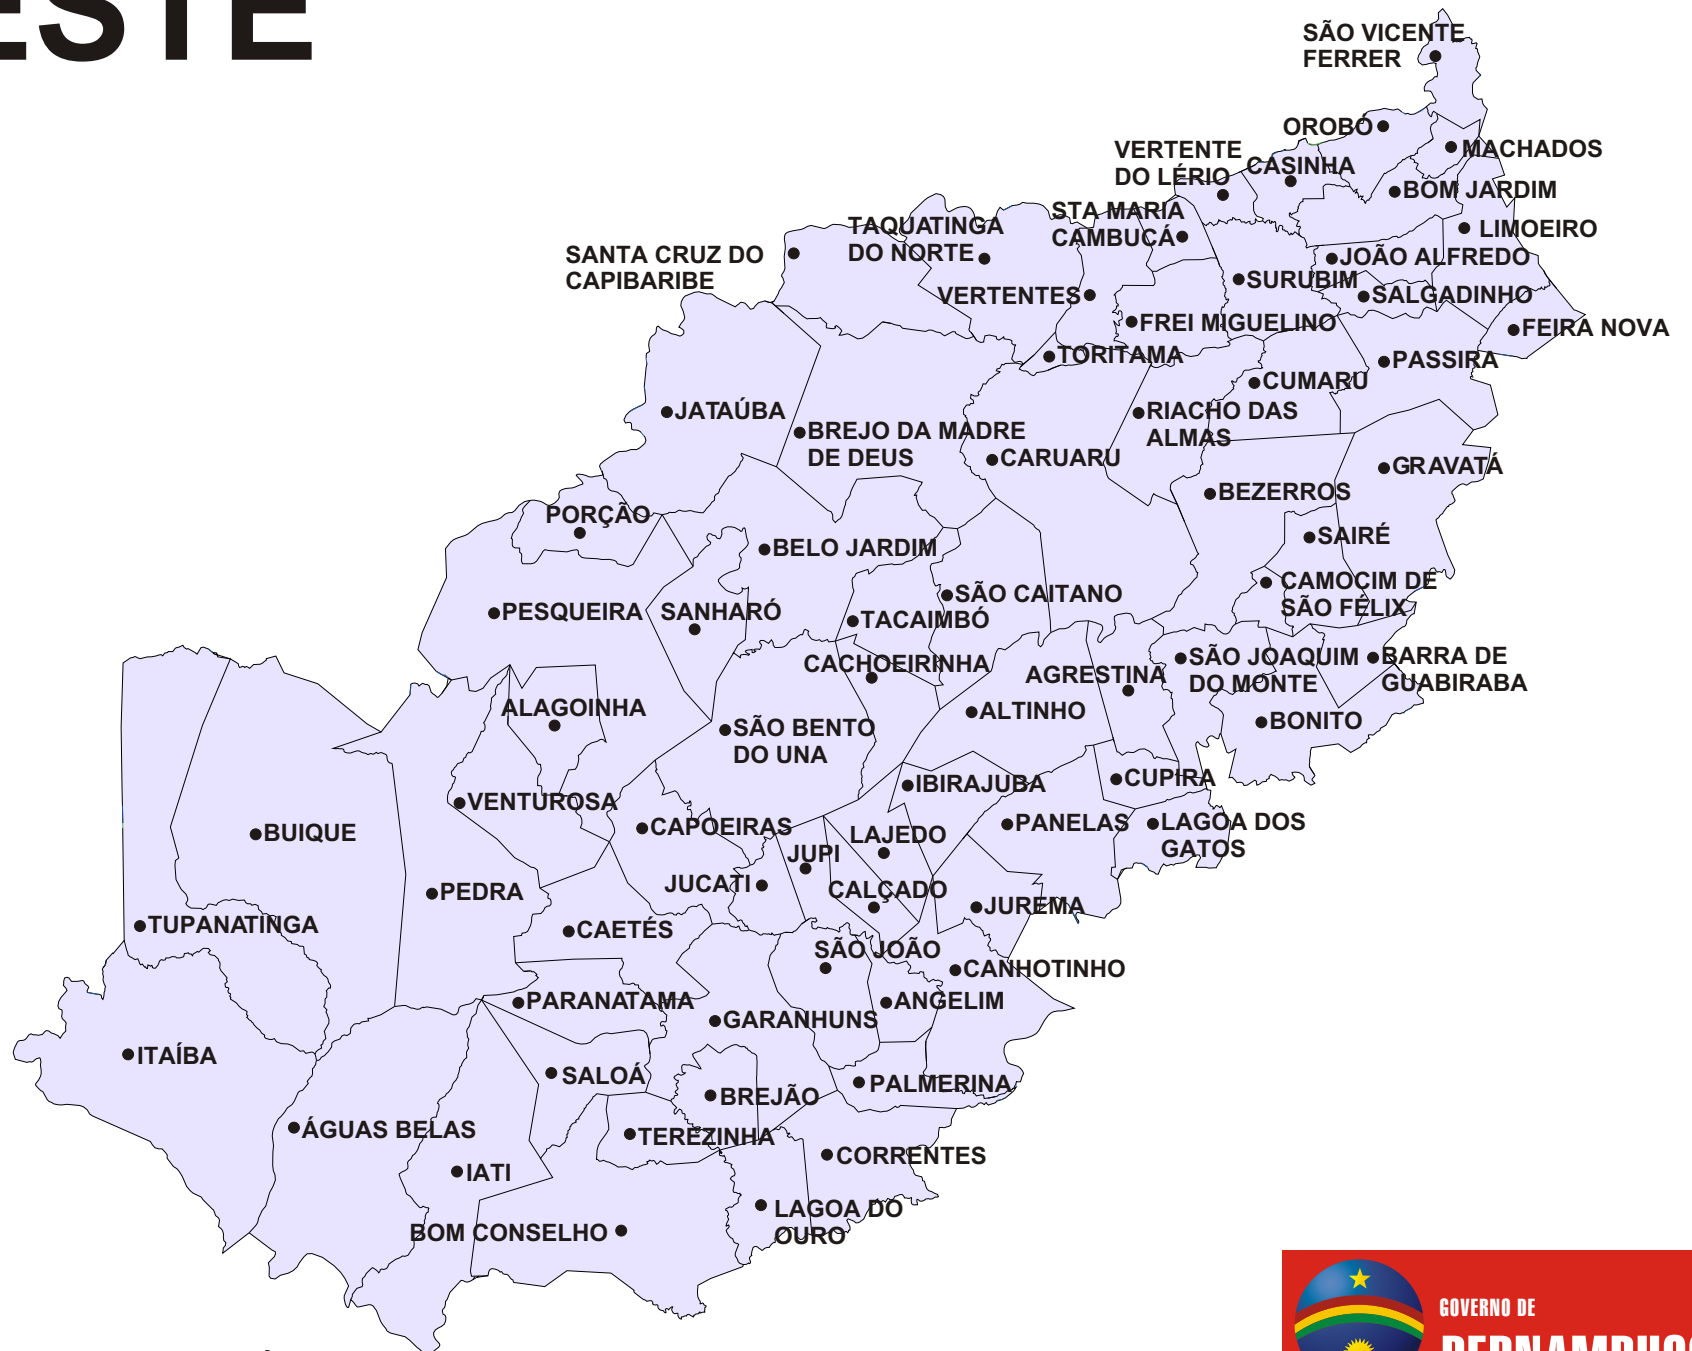 ESTE
SÃO VICENTE
FERRER
OROBÓ
MACHADOS
VERTENTE
DO LÉRIO
CASINHA
BOM JARDIM
STA MARIA
CAMBUCÁ
LIMOEIRO
TAQUATINGA
DO NORTE
SANTA CRUZ DO
CAPIBARIBE
JOÃO ALFREDO
SURUBIM
VERTENTES
SALGADINHO
FREI MIGUELINO
FEIRA NOVA
TORITAMA
PASSIRA
CUMARU
JATAÚBA
RIACHO DAS
ALMAS
BREJO DA MADRE
DE DEUS
CARUARU
GRAVATÁ
BEZERROS
PORÇÃO
SAIRÉ
BELO JARDIM
CAMOCIM DE
SÃO FÉLIX
SÃO CAITANO
PESQUEIRA
SANHARÓ
TACAIMBÓ
CACHOEIRINHA
SÃO JOAQUIM
DO MONTE
BARRA DE
GUABIRABA
AGRESTINA
ALAGOINHA
ALTINHO
BONITO
SÃO BENTO
DO UNA
CUPIRA
IBIRAJUBA
VENTUROSA
CAPOEIRAS
PANELAS
LAGOA DOS
GATOS
BUIQUE
LAJEDO
JUPI
JUCATI
CALÇADO
PEDRA
JUREMA
TUPANATINGA
CAETÉS
SÃO JOÃO
CANHOTINHO
PARANATAMA
ANGELIM
GARANHUNS
ITAÍBA
SALOÁ
PALMERINA
BREJÃO
ÁGUAS BELAS
TEREZINHA
CORRENTES
IATI
LAGOA DO
OURO
BOM CONSELHO
GOVERNO DE
PERNAMBUCO